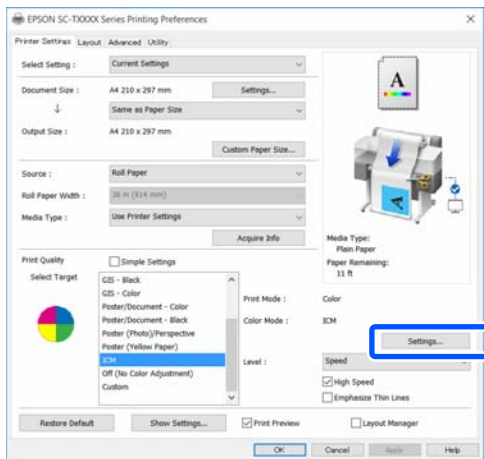 EPSON SC-TXXXX Series Printing Preferences
Printer Settings Layout Advanced Utility
Select Setting : Current Settings
Document Size : A4 210 x 297 mm Settings...
Same as Paper Size
Output Size : A4 210 x 297 mm
Custom Paper Size...
Source : Roll Paper
Roll Paper Width : 36 in (914 mm)
Media Type : Use Printer Settings
Acquire Info
A
Media Type:
Plain Paper
Paper Remaining:
11 ft
Print Quality Simple Settings
Select Target
GIS - Black
GIS - Color
Poster/Document - Color
Poster/Document - Black
Poster (Photo)/Perspective
Poster (Yellow Paper)
ICM
Off (No Color Adjustment)
Custom
Print Mode : Color
Color Mode : ICM
Settings...
Level : Speed
High Speed
Emphasize Thin Lines
Restore Default Show Settings... Print Preview Layout Manager
OK Cancel Apply Help